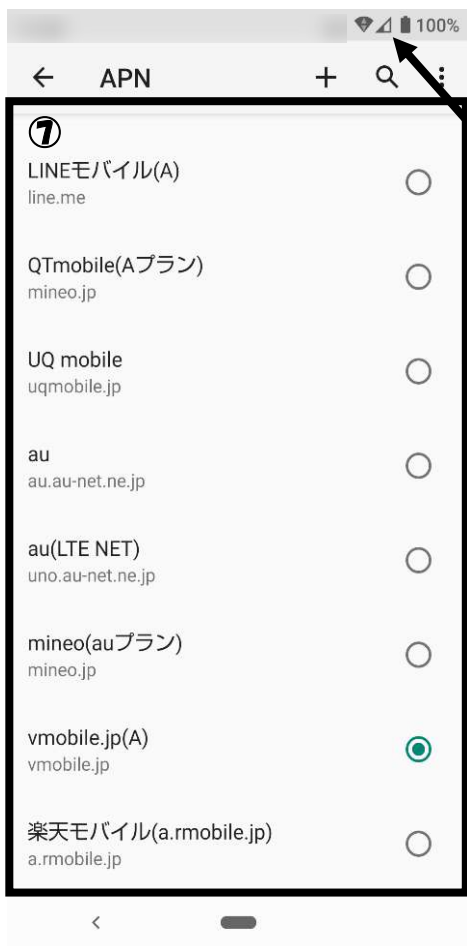 100%
APN
⑦
LINEモバイル(A)
line.me
QTmobile(Aプラン)
mineo.jp
UQ mobile
uqmobile.jp
au
au.au-net.ne.jp
au(LTE NET)
uno.au-net.ne.jp
mineo(auプラン)
mineo.jp
vmobile.jp(A)
vmobile.jp
楽天モバイル(a.rmobile.jp)
a.rmobile.jp